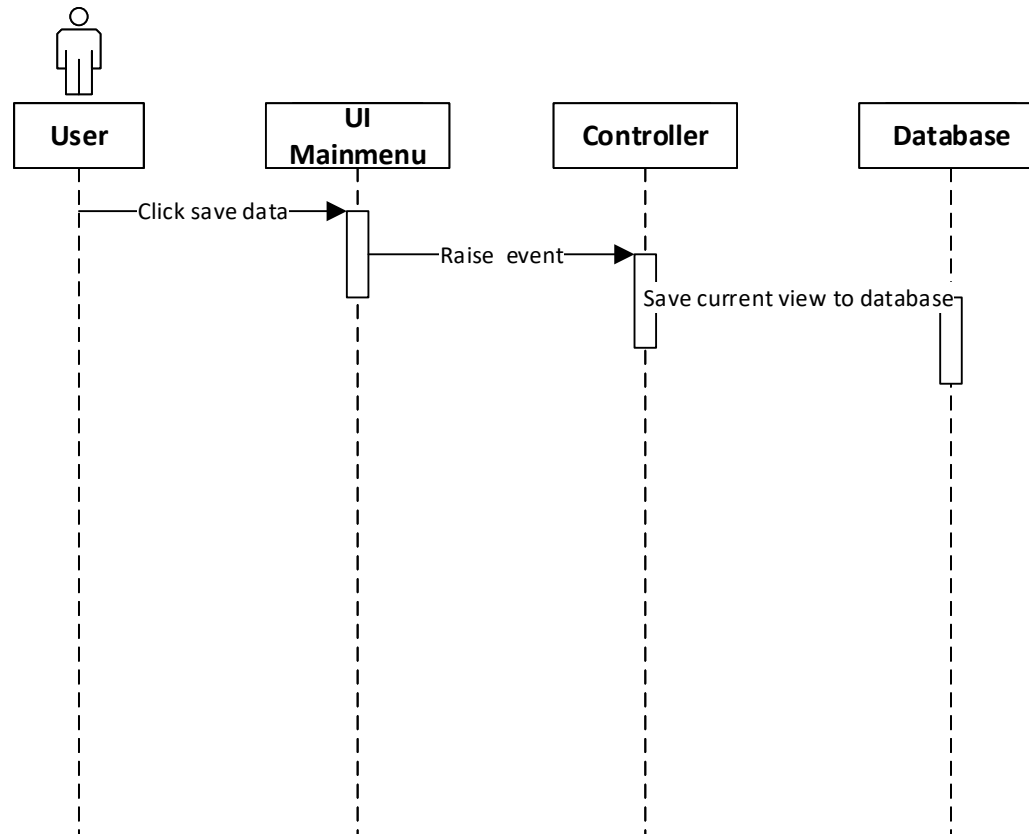 User
UI
Mainmenu
Controller
Database
Click save data
Raise  event
Save current view to database